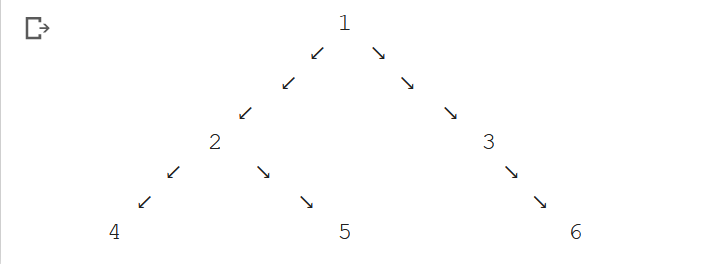 1
↙ ↘
↙ ↘
↙ ↘
2 3
↙ ↘ ↘
↙ ↘ ↘
4 5 6